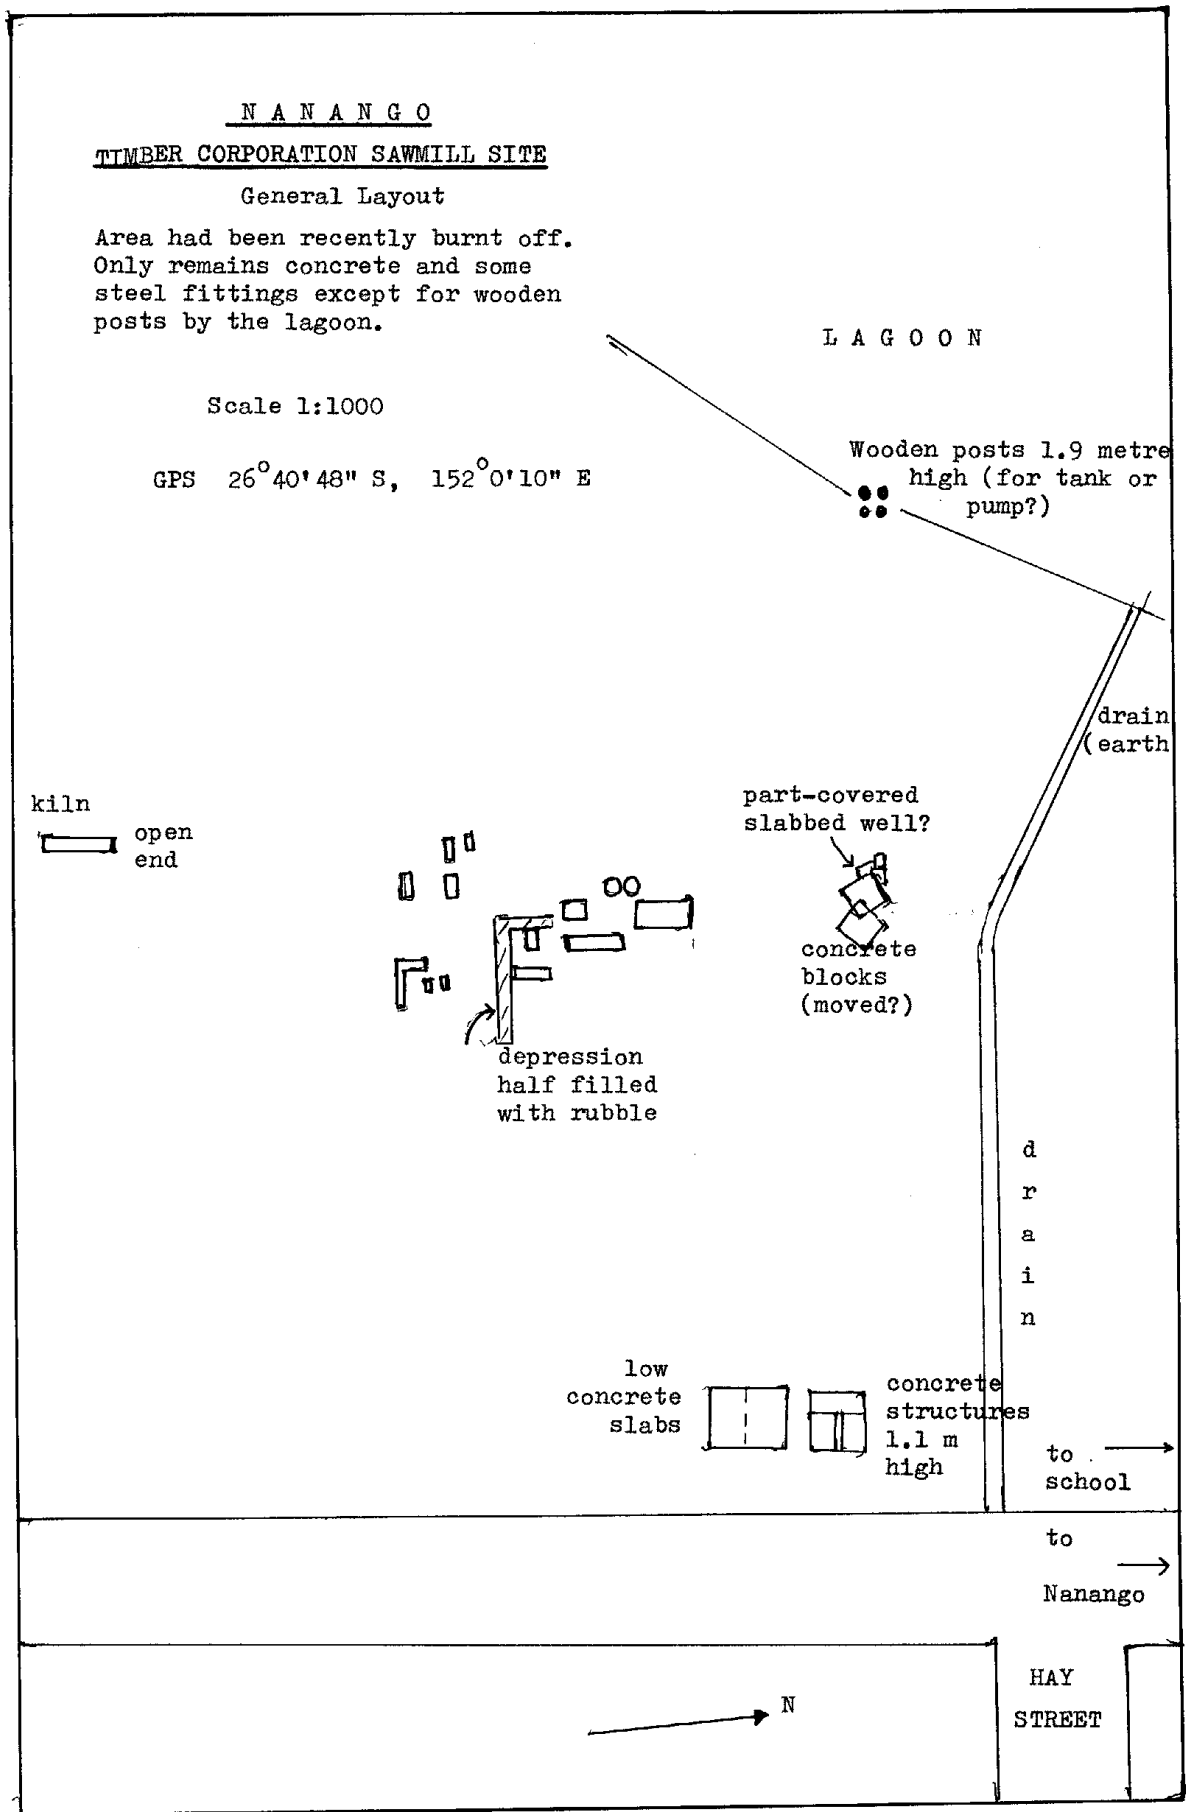 N A N A N G O
TIMBER CORPORATION SAWMILL SITE
General Layout
Area had been recently burnt off.
Only remains concrete and some
steel fittings except for wooden
posts by the lagoon.
L A G O O N
Scale 1:1000
GPS 26°40'48" S, 152°0'10" E
Wooden posts 1.9 metre
high (for tank or
pump?)
drain
(earth
kiln
open
end
part-covered
slabbed well?
concrete
blocks
(moved?)
depression
half filled
with rubble
d
r
a
i
n
low
concrete
slabs
concrete
structures
1.1 m
high
to
school
to
Nanango
HAY
STREET
N